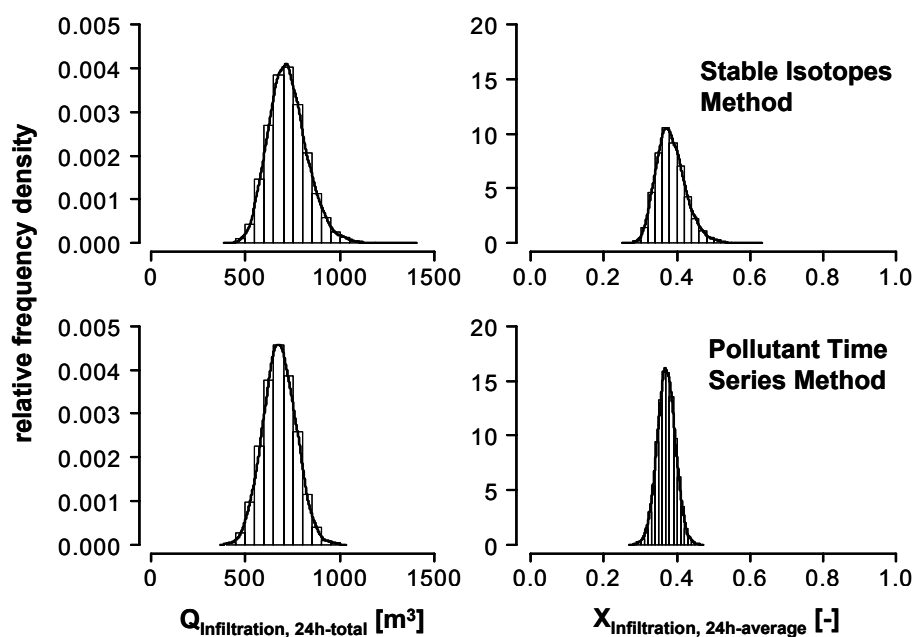 relative frequency density
0.005
0.004
0.003
0.002
0.001
0.000
0 500 1000 1500
20
15
10
5
0
0.0 0.2 0.4 0.6 0.8 1.0
Stable Isotopes
Method
0.005
0.004
0.003
0.002
0.001
0.000
0 500 1000 1500
Q Infiltration, 24h-total [m³]
20
15
10
5
0
0.0 0.2 0.4 0.6 0.8 1.0
Pollutant Time
Series Method
X Infiltration, 24h-average [-]